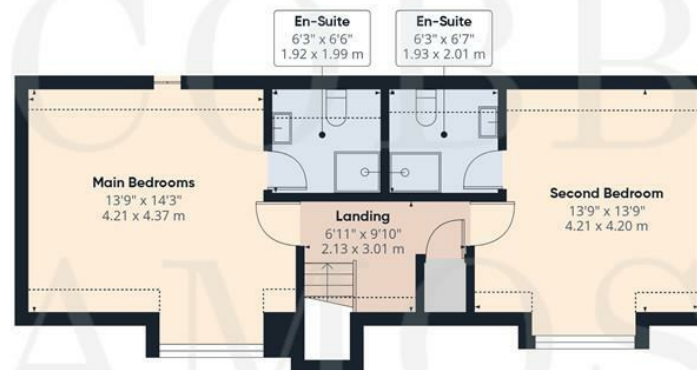 En-Suite
6'3" x 6'6"
1.92 x 1.99 m
En-Suite
6'3" x 6'7"
1.93 x 2.01 m
COBB
Main Bedrooms
13'9" x 14'3"
4.21 x 4.37 m
Landing
6'11" x 9'10"
2.13 x 3.01 m
Second Bedroom
13'9" x 13'9"
4.21 x 4.20 m
AMOS